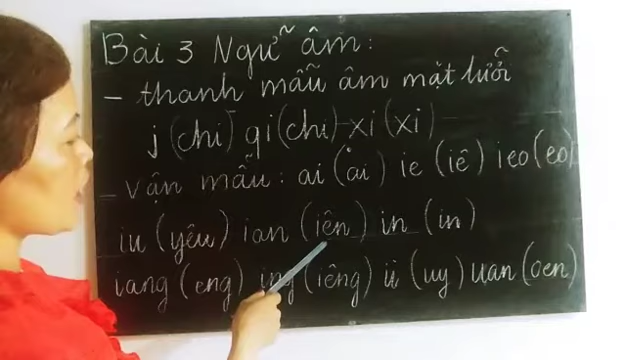 Bài 3 Ngữ âm:
- thanh mẫu âm mặt lưỡi
j (chi) qi (chi) xi (xi)
- vận mẫu: ai (ai) ie (iê) ieo (eo)
iu (yêu) ian (iên) in (in)
iang (eng) ing (iêng) ü (uy) uan (oen)